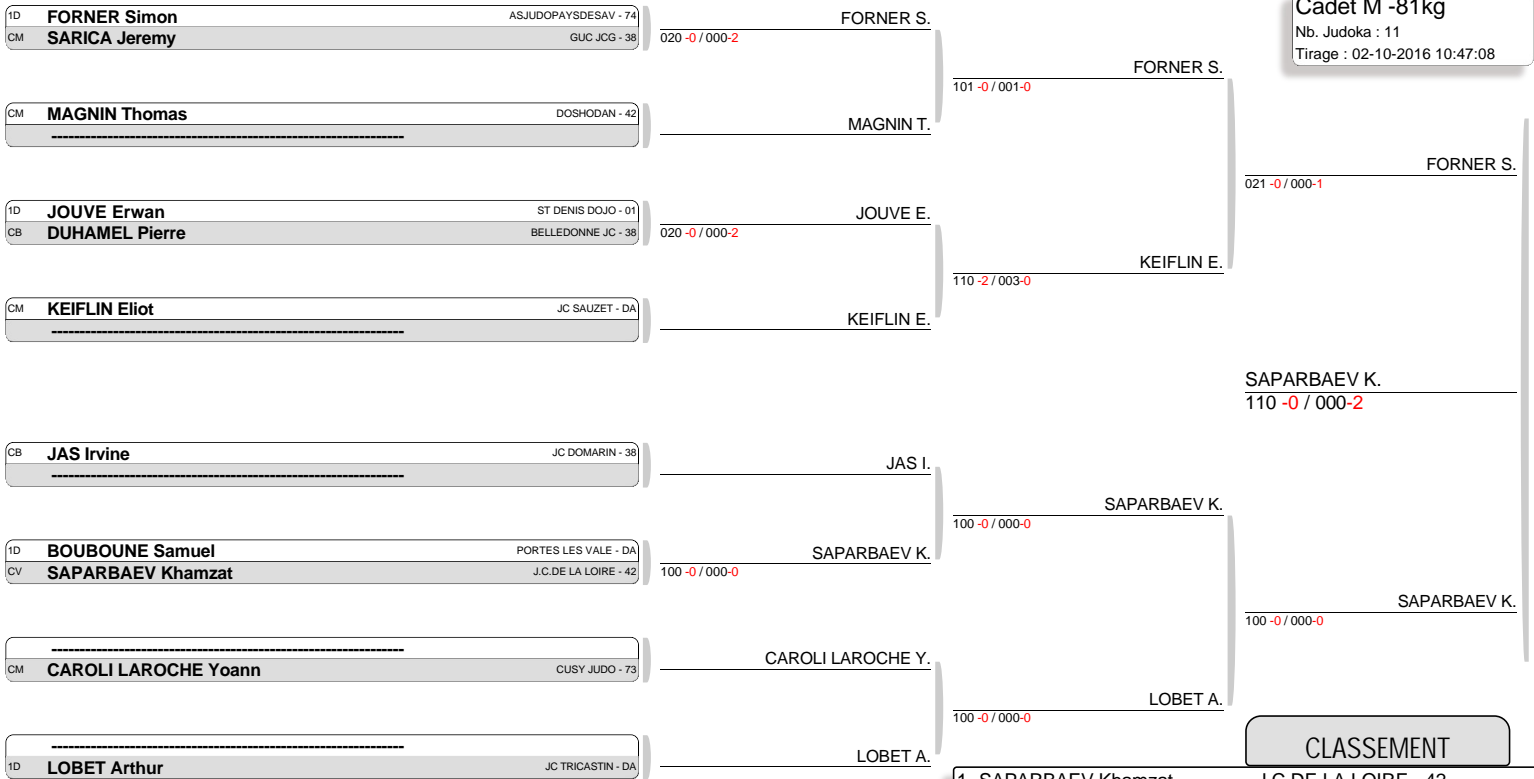 Cadet M -81kg
Nb. Judoka : 11
Tirage : 02-10-2016 10:47:08
1D FORNER Simon ASJUDOPAYSDESAV - 74
CM SARICA Jeremy GUC JCG - 38
FORNER S.
020 -0 / 000-2
FORNER S.
101 -0 / 001-0
CM MAGNIN Thomas DOSHODAN - 42
------------------------------------------------------------------
MAGNIN T.
FORNER S.
021 -0 / 000-1
1D JOUVE Erwan ST DENIS DOJO - 01
CB DUHAMEL Pierre BELLEDONNE JC - 38
JOUVE E.
020 -0 / 000-2
KEIFLIN E.
110 -2 / 003-0
CM KEIFLIN Eliot JC SAUZET - DA
------------------------------------------------------------------
KEIFLIN E.
SAPARBAEV K.
110 -0 / 000-2
CB JAS Irvine JC DOMARIN - 38
------------------------------------------------------------------
JAS I.
SAPARBAEV K.
100 -0 / 000-0
1D BOUBOUNE Samuel PORTES LES VALE - DA
CV SAPARBAEV Khamzat J.C.DE LA LOIRE - 42
SAPARBAEV K.
100 -0 / 000-0
SAPARBAEV K.
100 -0 / 000-0
------------------------------------------------------------------
CM CAROLI LAROCHE Yoann CUSY JUDO - 73
CAROLI LAROCHE Y.
LOBET A.
100 -0 / 000-0
------------------------------------------------------------------
1D LOBET Arthur JC TRICASTIN - DA
LOBET A.
CLASSEMENT
1. SAPARBAEV Khamzat J.C.DE LA LOIRE - 42